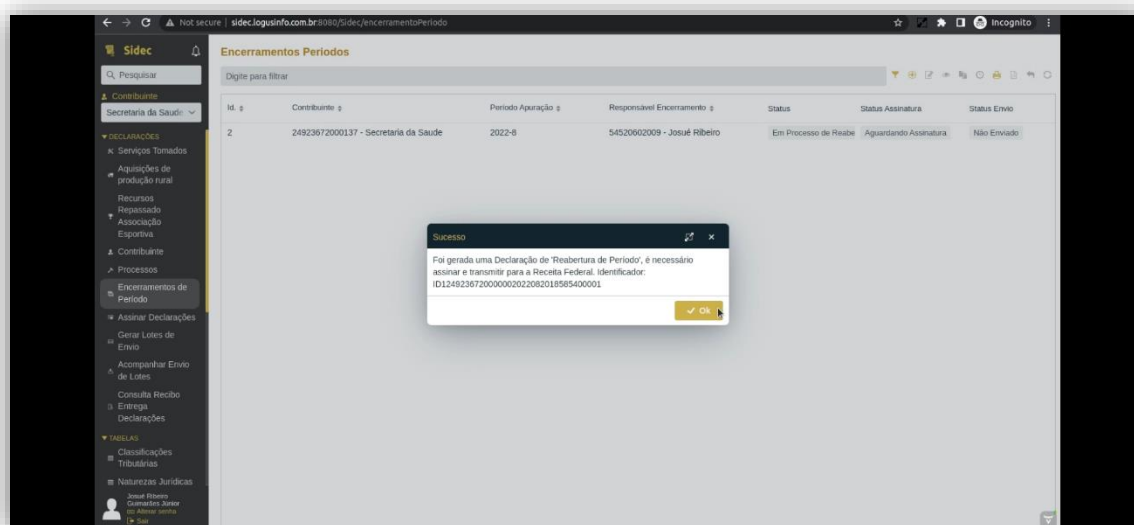 Not secure | sidec.logusinfo.com.br:8080/Sidec/encerramentoPeriodo
Incognito
Sidec
Pesquisar
Contribuinte
Secretaria da Saude
DECLARAÇÕES
Serviços Tomados
Aquisições de
produção rural
Recursos
Repassado
Associação
Esportiva
Contribuinte
Processos
Encerramentos de
Período
Assinar Declarações
Gerar Lotes de
Envio
Acompanhar Envio
de Lotes
Consulta Recibo
Entrega
Declarações
TABELAS
Classificações
Tributárias
Naturezas Jurídicas
Josué Ribeiro
Guimarães Júnior
Alterar senha
Sair
Encerramentos Períodos
Digite para filtrar
Id. Contribuinte Período Apuração Responsável Encerramento Status Status Assinatura Status Envio
2 24923672000137 - Secretaria da Saude 2022-8 54520602009 - Josué Ribeiro Em Processo de Reabe Aguardando Assinatura Não Enviado
Sucesso
Foi gerada uma Declaração de 'Reabertura de Período', é necessário
assinar e transmitir para a Receita Federal. Identificador:
ID1249236720000002022082018585400001
Ok